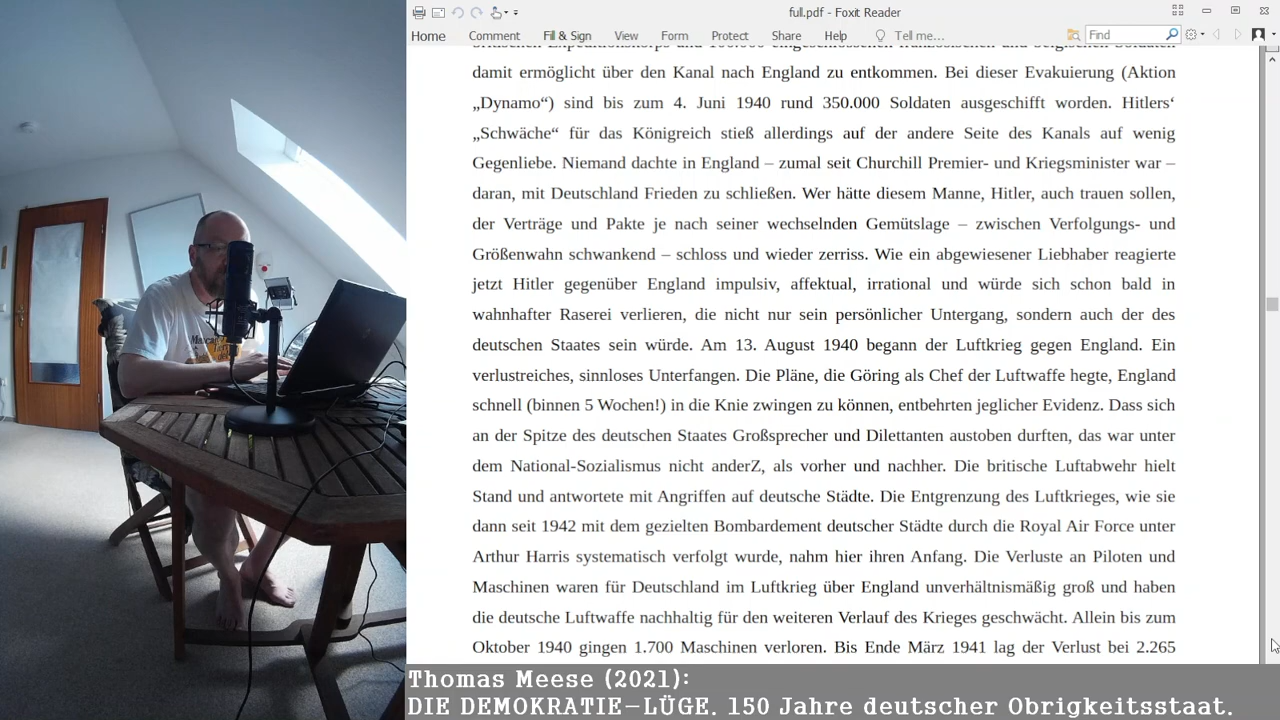 full.pdf - Foxit Reader
Home Comment Fill & Sign View Form Protect Share Help Tell me… Find
britischen Expeditionskorps und 100.000 eingeschlossenen französischen und belgischen Soldaten
damit ermöglicht über den Kanal nach England zu entkommen. Bei dieser Evakuierung (Aktion
„Dynamo“) sind bis zum 4. Juni 1940 rund 350.000 Soldaten ausgeschifft worden. Hitlers‘
„Schwäche“ für das Königreich stieß allerdings auf der andere Seite des Kanals auf wenig
Gegenliebe. Niemand dachte in England – zumal seit Churchill Premier- und Kriegsminister war –
daran, mit Deutschland Frieden zu schließen. Wer hätte diesem Manne, Hitler, auch trauen sollen,
der Verträge und Pakte je nach seiner wechselnden Gemütslage – zwischen Verfolgungs- und
Größenwahn schwankend – schloss und wieder zerriss. Wie ein abgewiesener Liebhaber reagierte
jetzt Hitler gegenüber England impulsiv, affektual, irrational und würde sich schon bald in
wahnhafter Raserei verlieren, die nicht nur sein persönlicher Untergang, sondern auch der des
deutschen Staates sein würde. Am 13. August 1940 begann der Luftkrieg gegen England. Ein
verlustreiches, sinnloses Unterfangen. Die Pläne, die Göring als Chef der Luftwaffe hegte, England
schnell (binnen 5 Wochen!) in die Knie zwingen zu können, entbehrten jeglicher Evidenz. Dass sich
an der Spitze des deutschen Staates Großsprecher und Dilettanten austoben durften, das war unter
dem National-Sozialismus nicht anderZ, als vorher und nachher. Die britische Luftabwehr hielt
Stand und antwortete mit Angriffen auf deutsche Städte. Die Entgrenzung des Luftkrieges, wie sie
dann seit 1942 mit dem gezielten Bombardement deutscher Städte durch die Royal Air Force unter
Arthur Harris systematisch verfolgt wurde, nahm hier ihren Anfang. Die Verluste an Piloten und
Maschinen waren für Deutschland im Luftkrieg über England unverhältnismäßig groß und haben
die deutsche Luftwaffe nachhaltig für den weiteren Verlauf des Krieges geschwächt. Allein bis zum
Oktober 1940 gingen 1.700 Maschinen verloren. Bis Ende März 1941 lag der Verlust bei 2.265
Thomas Meese (2021):
DIE DEMOKRATIE-LÜGE. 150 Jahre deutscher Obrigkeitsstaat.